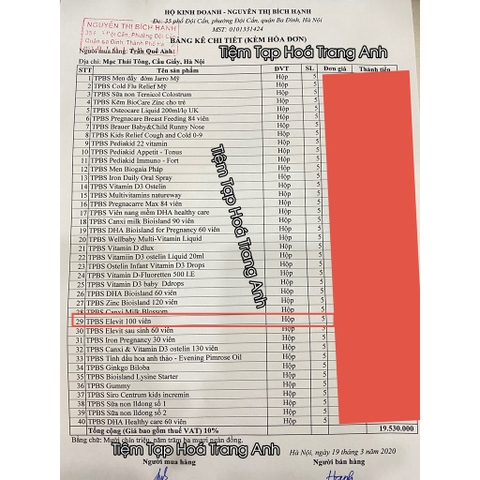 HỘ KINH DOANH - NGUYỄN THỊ BÍCH HẠNH
Đc: 35 phố Đội Cấn, phường Đội Cấn, quận Ba Đình, Hà Nội
MST: 0101331424
NGUYỄN THỊ BÍCH HẠNH
BẢNG KÊ CHI TIẾT (KÈM HÓA ĐƠN)
Tiệm Tạp Hoá Trang Anh
Người mua hàng: Trần Quế Anh
Địa chỉ: Mạc Thái Tông, Cầu Giấy, Hà Nội
STT Tên sản phẩm ĐVT SL Đơn giá Thành tiền
1 TPBS Men đầy đờm Jarro Mỹ Hộp 5
2 TPBS Cold Flu Relief Mỹ Hộp 5
3 TPBS Sữa non Ternicol Colostrum Hộp 5
4 TPBS Kẽm BioCare Zinc cho trẻ Hộp 5
5 TPBS Osteocare Liquid 200ml/lo UK Hộp 5
6 TPBS Pregnacare Breast Feeding 84 viên Hộp 5
7 TPBS Brauer Baby&Child Runny Nose Hộp 5
8 TPBS Kids Relief Cough and Cold 0-9 Hộp 5
9 TPBS Pediakid 22 vitamin Hộp 5
10 TPBS Pediakid Appetit - Tonus Hộp 5
11 TPBS Pediakid Immuno - Fort Hộp 5
12 TPBS Men Biogaia Pháp Hộp 5
13 TPBS Iron Daily Oral Spray Hộp 5
14 TPBS Vitamin D3 Ostelin Hộp 5
15 TPBS Multivitamins natureway Hộp 5
16 TPBS Pregnacare Max 84 viên Hộp 5
17 TPBS Viên nang mềm DHA healthy care Hộp 5
18 TPBS Canxi milk Bioisland 90 viên Hộp 5
19 TPBS DHA Bioisland for Pregnancy 60 viên Hộp 5
20 TPBS Wellbaby Multi-Vitamin Liquid Hộp 5
21 TPBS Vitamin D dlux Hộp 5
22 TPBS Vitamin D3 ostelin Liquid 20ml Hộp 5
23 TPBS Ostelin Infant Vitamin D3 Drops Hộp 5
24 TPBS Vitamin D-Fluoretten 500 LE Hộp 5
25 TPBS Vitamin D3 baby Ddrops Hộp 5
26 TPBS DHA Bioisland 60 viên Hộp 5
27 TPBS Zinc Bioisland 120 viên Hộp 5
28 TPBS Canxi Milk Blossom Hộp 5
29 TPBS Elevit 100 viên Hộp 5
30 TPBS Elevit sau sinh 60 viên Hộp 5
31 TPBS Iron Pregnancy 30 viên Hộp 5
32 TPBS Canxi & Vitamin D3 ostelin 130 viên Hộp 5
33 TPBS Tinh dầu hoa anh thảo - Evening Pimrose Oil Hộp 5
34 TPBS Ginkgo Biloba Hộp 5
35 TPBS Bioisland Lysine Starter Hộp 5
36 TPBS Gummy Hộp 5
37 TPBS Siro Centrum kids incremin Hộp 5
38 TPBS Sữa non Ildong số 1 Hộp 5
39 TPBS Sữa non Ildong số 2 Hộp 5
40 TPBS DHA Healthy care 60 viên Hộp 5
Tổng cộng (Giá bao gồm thuế VAT) 10% 19.530.000
Bằng chữ: Mười chín triệu, năm trăm ba mươi ngàn đồng.
Tiệm Tạp Hoá Trang Anh
Tiệm Tạp Hoá Trang Anh
Hà Nội, ngày 19 tháng 3 năm 2020
Người mua hàng Người bán hàng